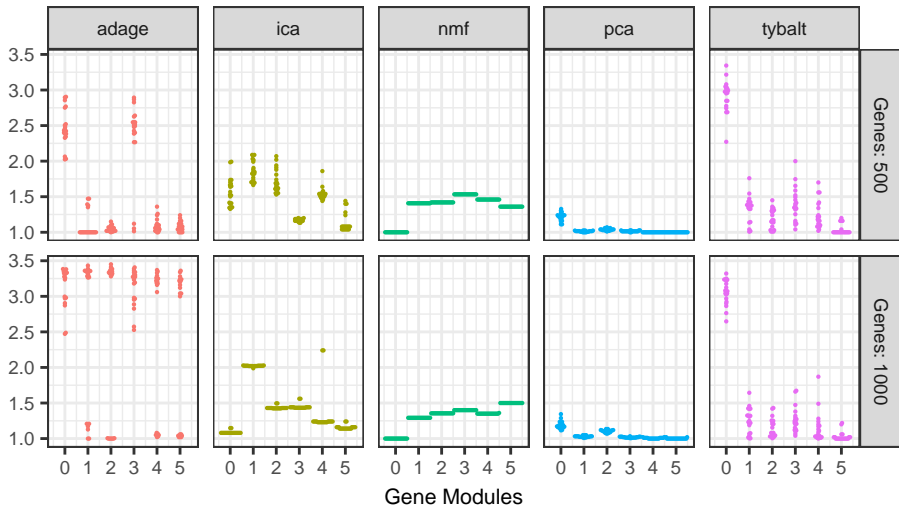 adage ica nmf pca tybalt
3.5
3.0
2.5
2.0
1.5
1.0
Genes: 500
3.5
3.0
2.5
2.0
1.5
1.0
Genes: 1000
0 1 2 3 4 5 0 1 2 3 4 5 0 1 2 3 4 5 0 1 2 3 4 5 0 1 2 3 4 5
Gene Modules